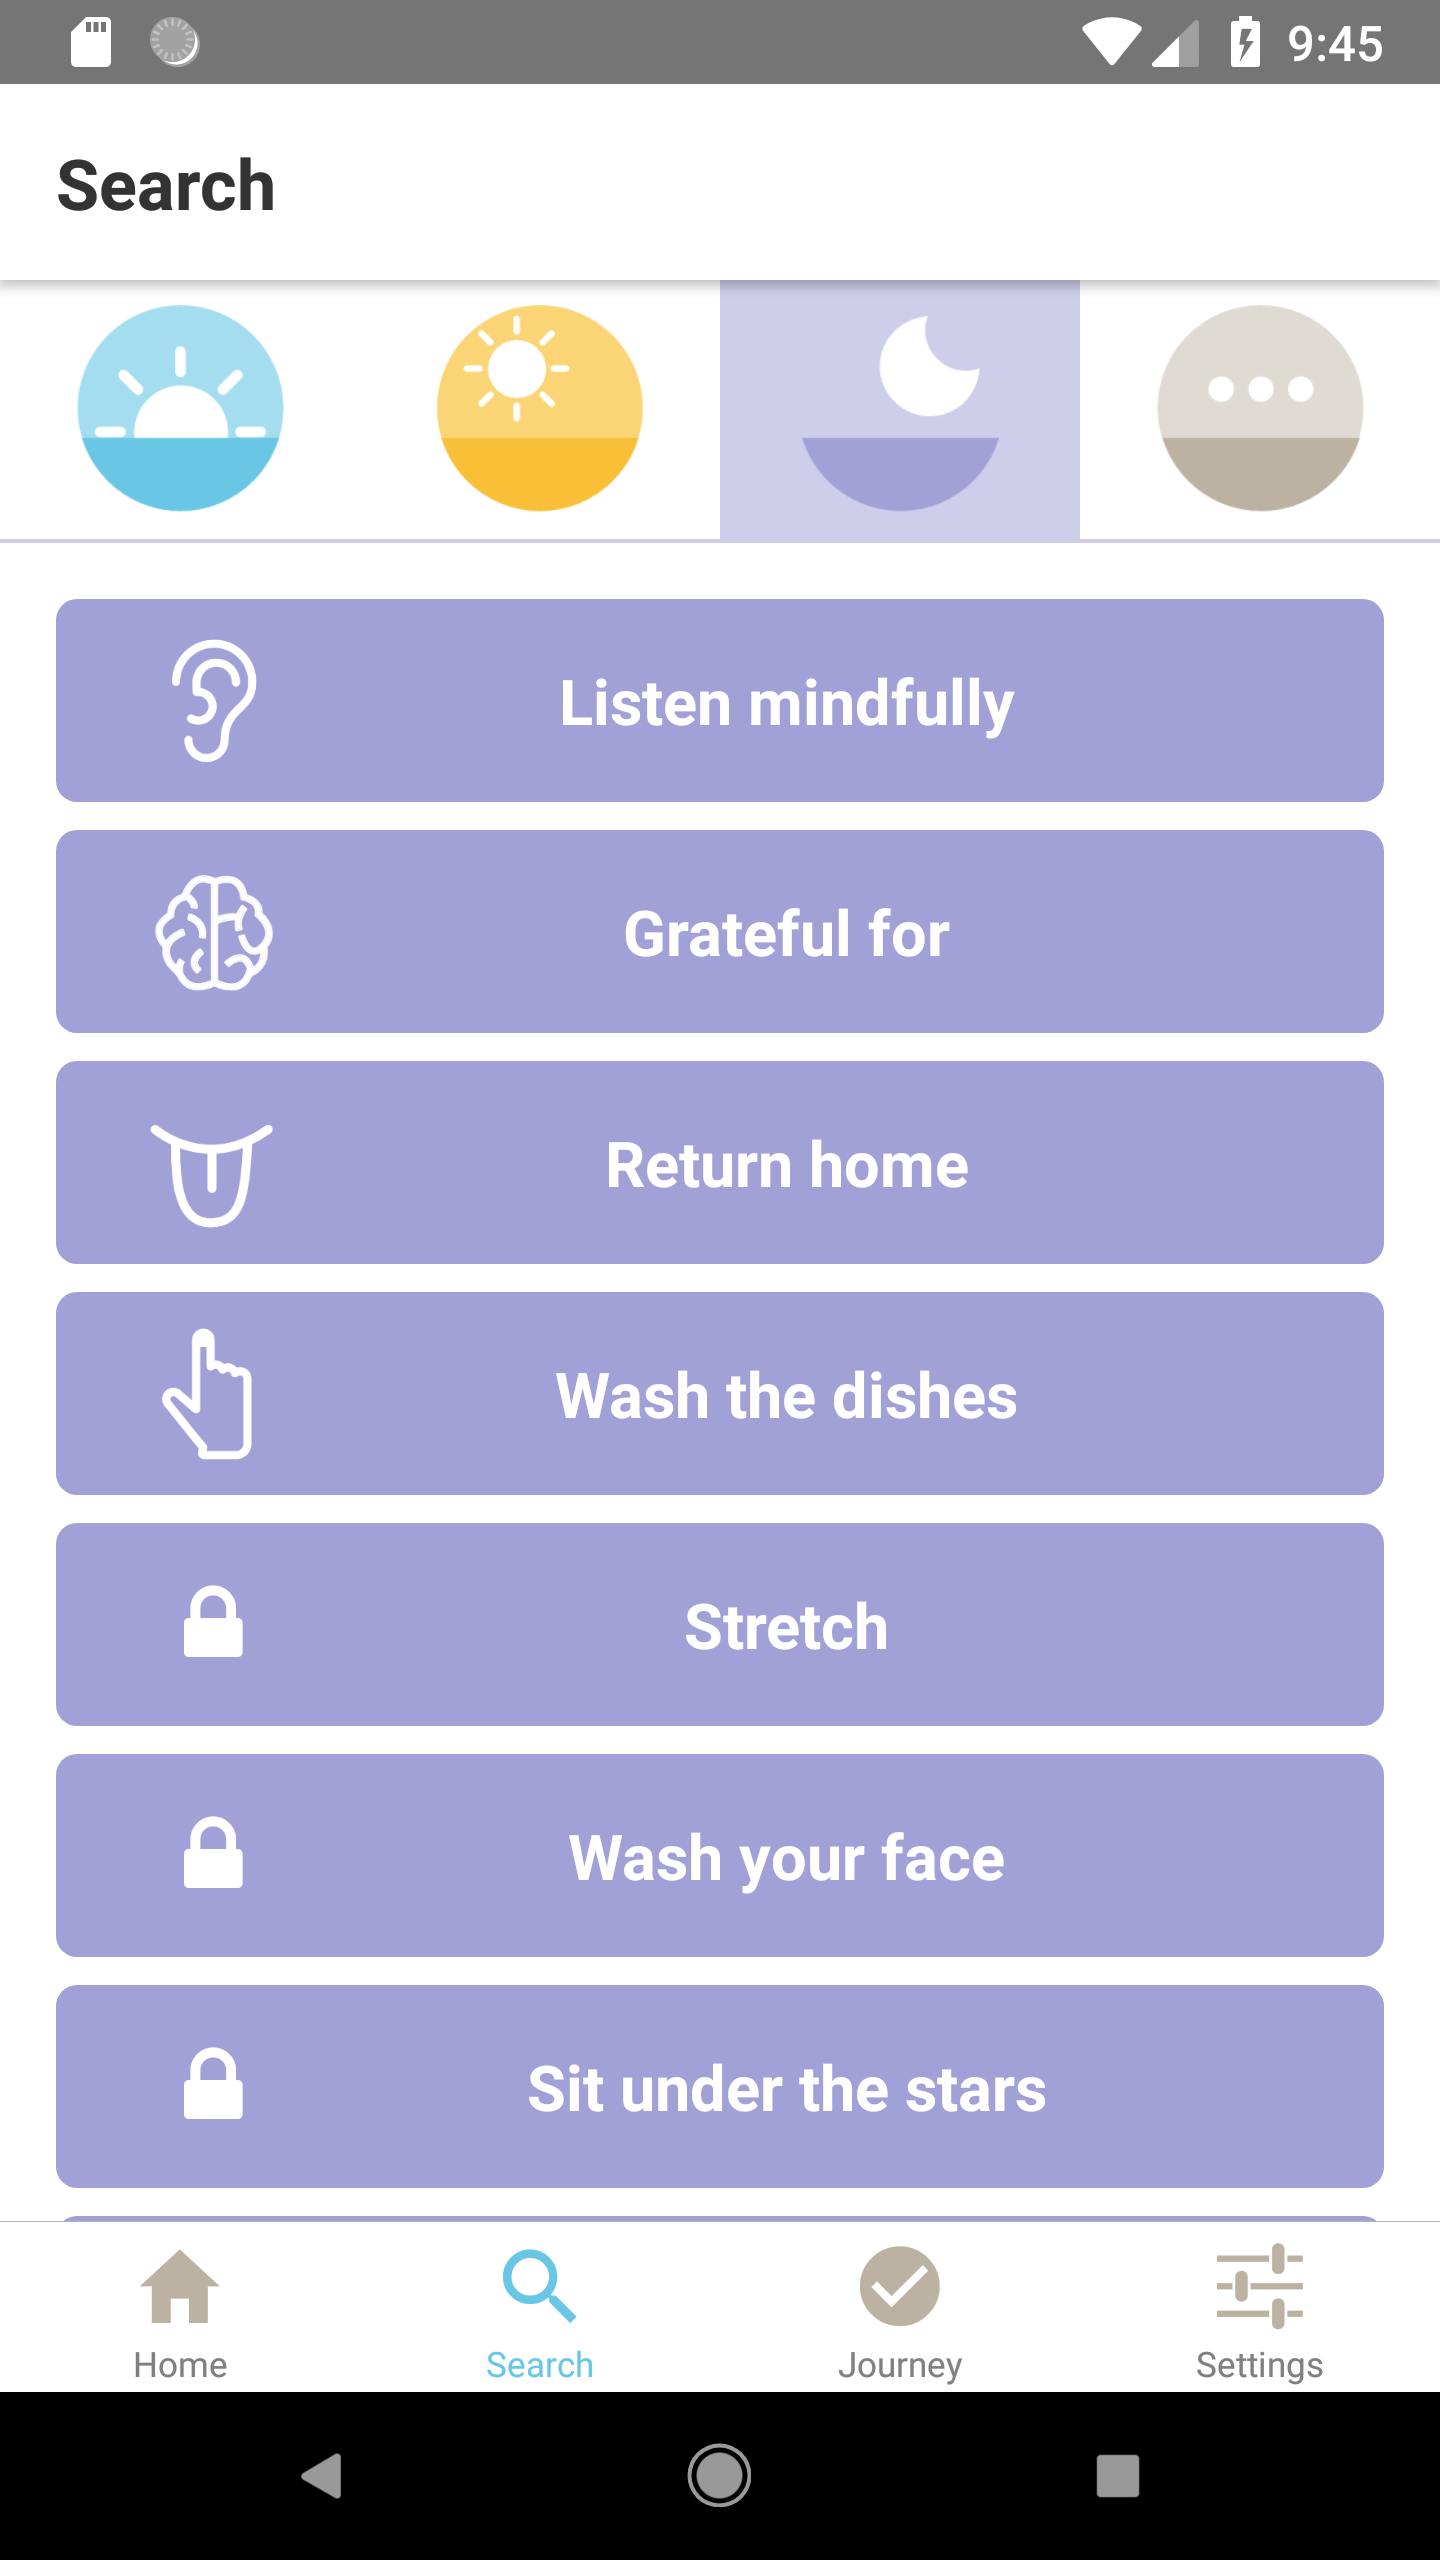 9:45
Search
Listen mindfully
Grateful for
Return home
Wash the dishes
Stretch
Wash your face
Sit under the stars
Home
Search
Journey
Settings